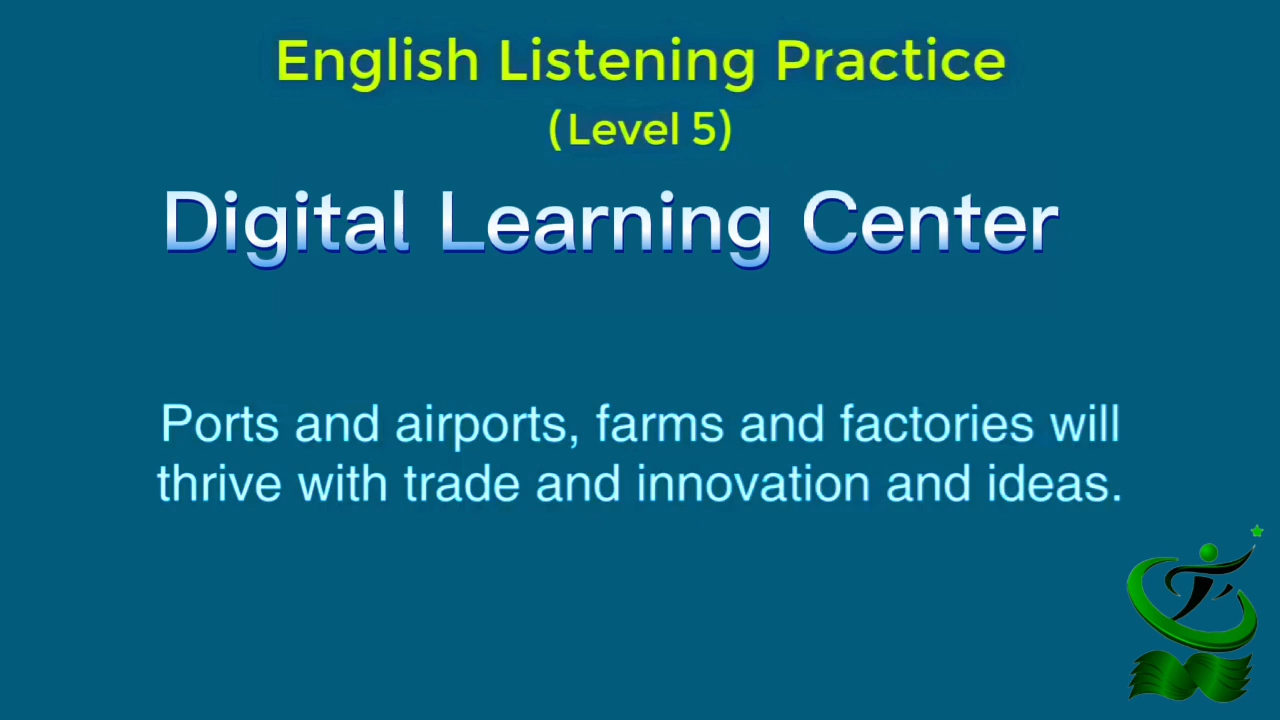 English Listening Practice
(Level 5)
Digital Learning Center
Ports and airports, farms and factories will
thrive with trade and innovation and ideas.